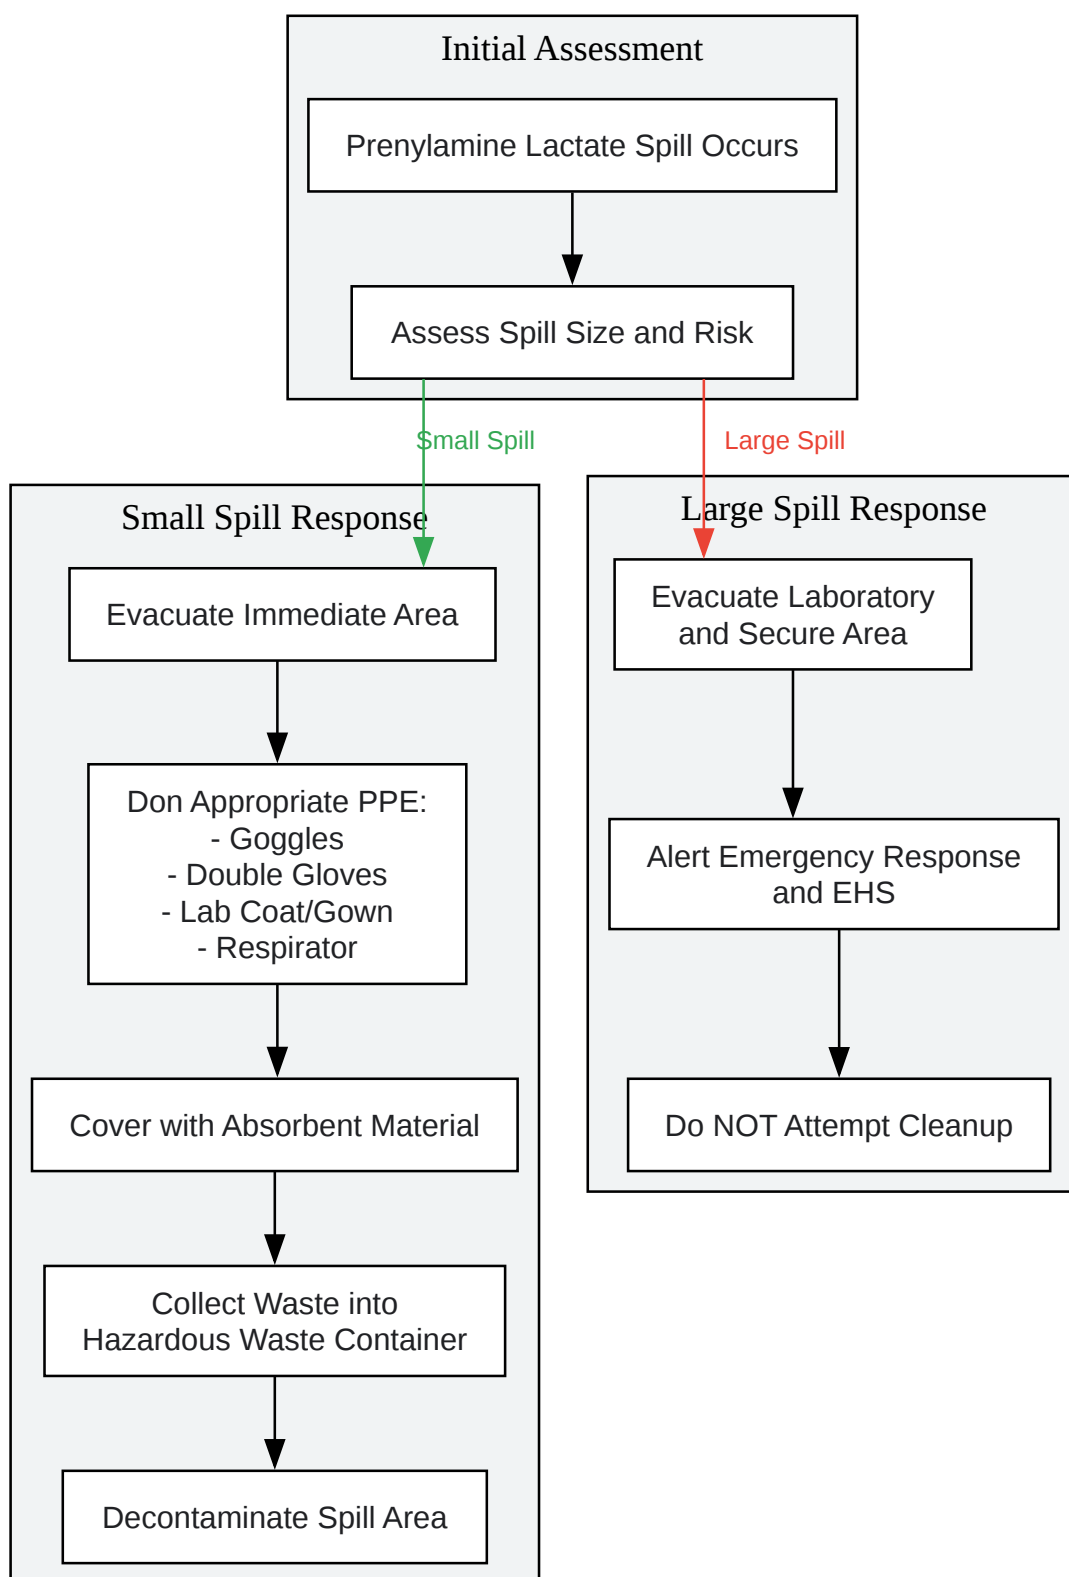 Initial Assessment
Prenylamine Lactate Spill Occurs
Assess Spill Size and Risk
Small Spill
Large Spill
Small Spill Response
Evacuate Immediate Area
Don Appropriate PPE:
- Goggles
- Double Gloves
- Lab Coat/Gown
- Respirator
Cover with Absorbent Material
Collect Waste into
Hazardous Waste Container
Decontaminate Spill Area
Large Spill Response
Evacuate Laboratory
and Secure Area
Alert Emergency Response
and EHS
Do NOT Attempt Cleanup